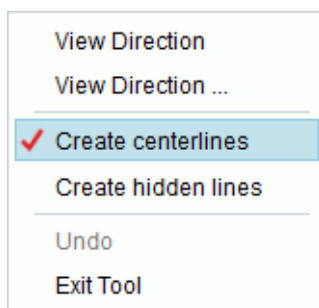 View Direction
View Direction ...
Create centerlines
Create hidden lines
Undo
Exit Tool